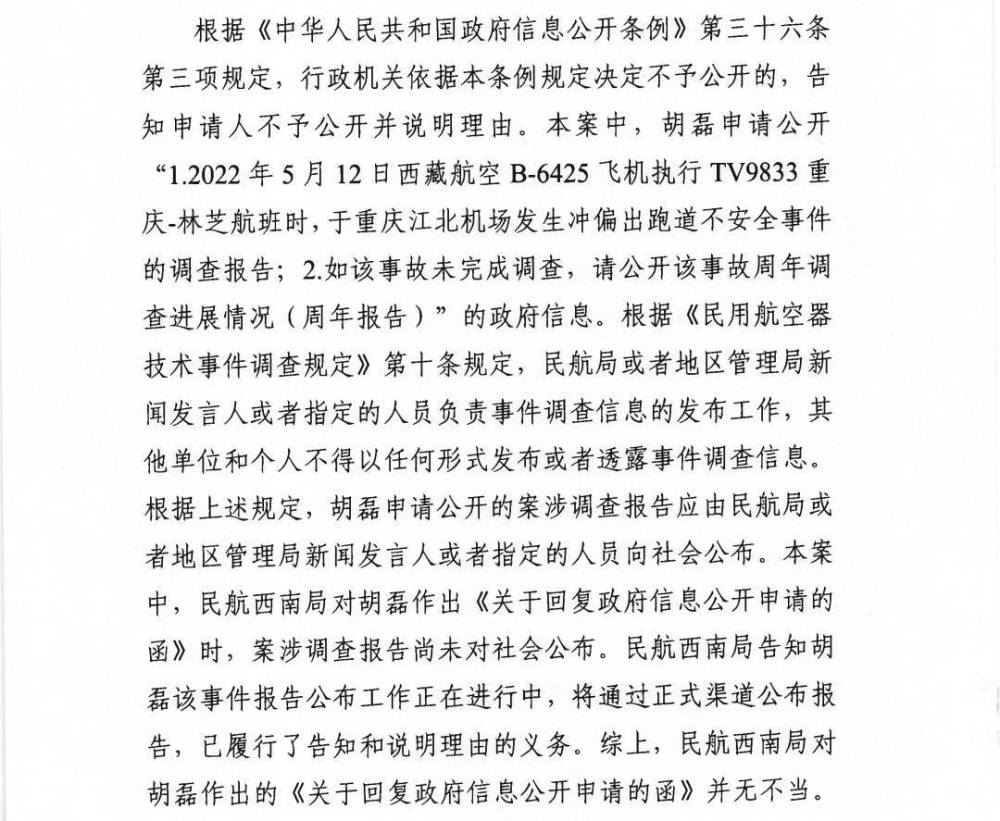 根据《中华人民共和国政府信息公开条例》第三十六条
第三项规定，行政机关依据本条例规定决定不予公开的，告
知申请人不予公开并说明理由。本案中，胡磊申请公开
“1.2022 年 5 月 12 日西藏航空 B-6425 飞机执行 TV9833 重
庆-林芝航班时，于重庆江北机场发生冲偏出跑道不安全事件
的调查报告；2.如该事故未完成调查，请公开该事故周年调
查进展情况（周年报告）”的政府信息。根据《民用航空器
技术事件调查规定》第十条规定，民航局或者地区管理局新
闻发言人或者指定的人员负责事件调查信息的发布工作，其
他单位和个人不得以任何形式发布或者透露事件调查信息。
根据上述规定，胡磊申请公开的案涉调查报告应由民航局或
者地区管理局新闻发言人或者指定的人员向社会公布。本案
中，民航西南局对胡磊作出《关于回复政府信息公开申请的
函》时，案涉调查报告尚未对社会公布。民航西南局告知胡
磊该事件报告公布工作正在进行中，将通过正式渠道公布报
告，已履行了告知和说明理由的义务。综上，民航西南局对
胡磊作出的《关于回复政府信息公开申请的函》并无不当。